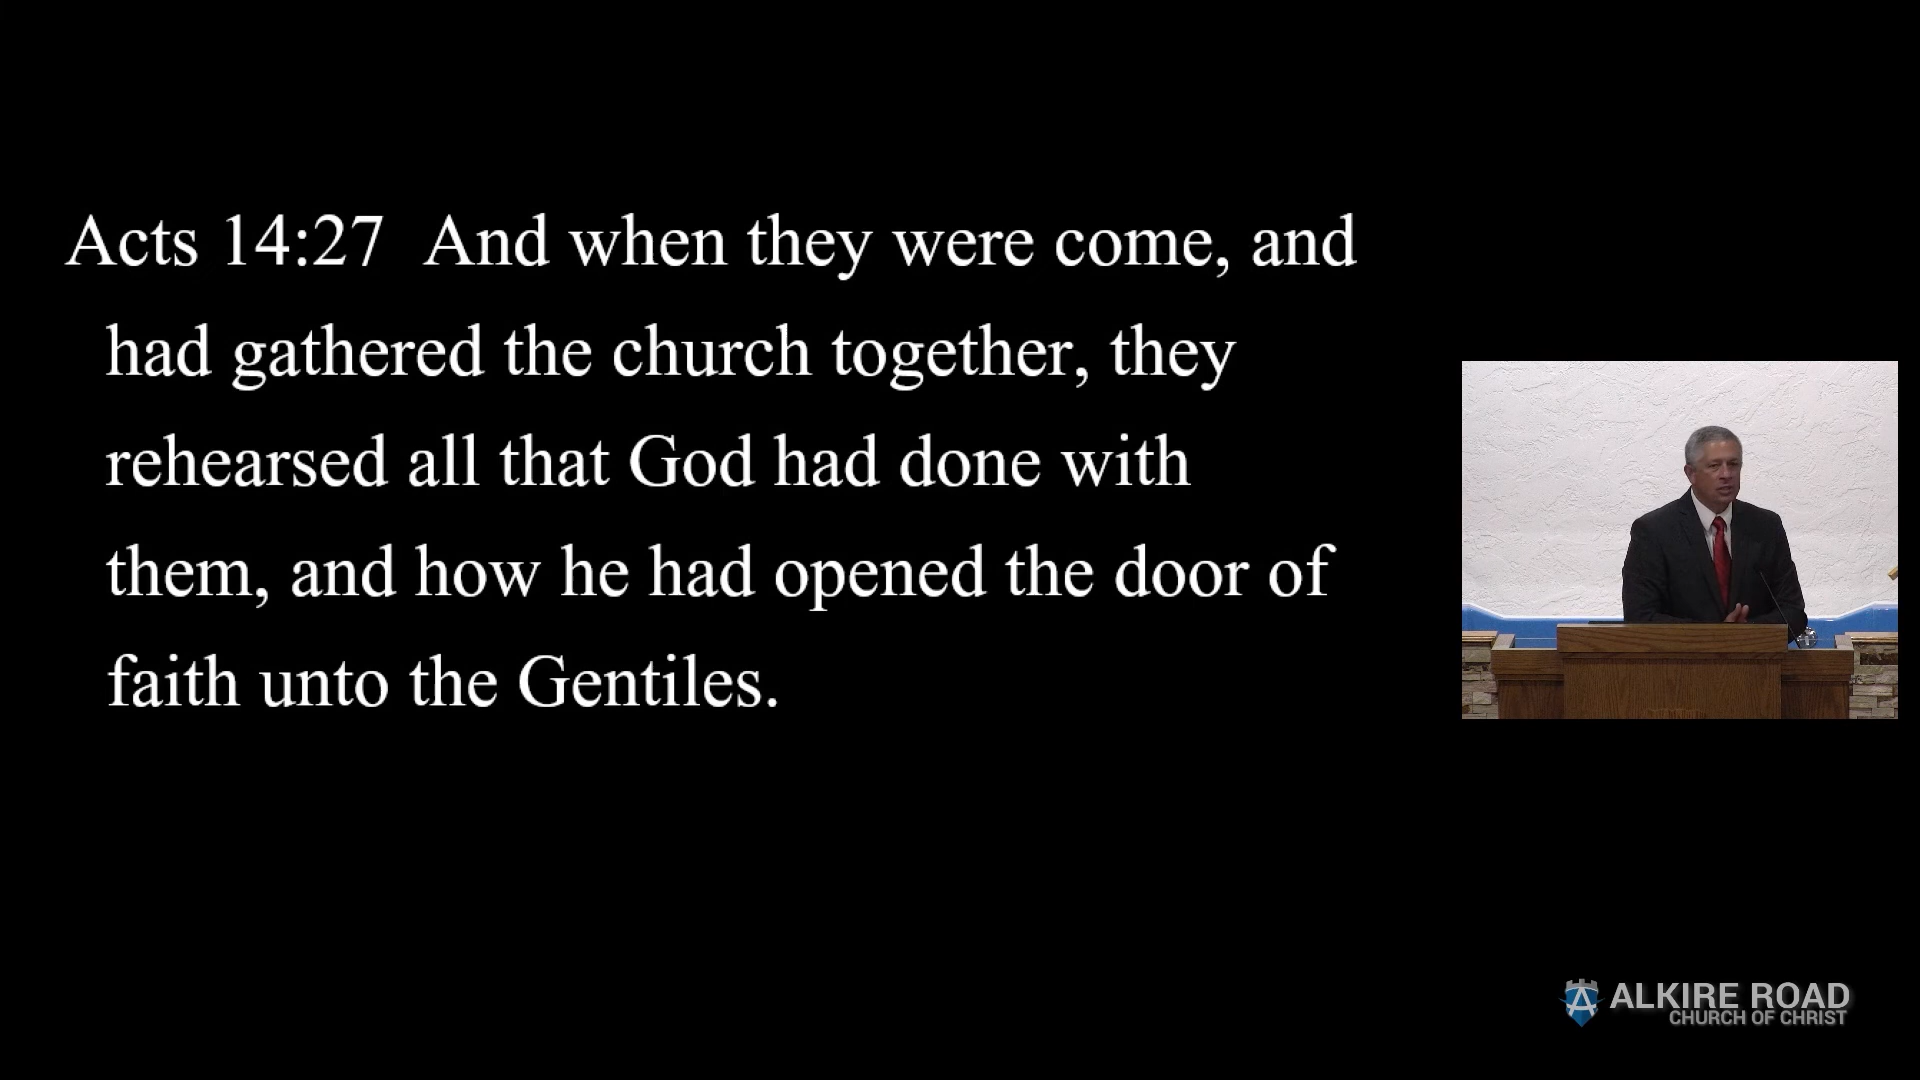 Acts 14:27  And when they were come, and
had gathered the church together, they
rehearsed all that God had done with
them, and how he had opened the door of
faith unto the Gentiles.
ALKIRE ROAD
CHURCH OF CHRIST